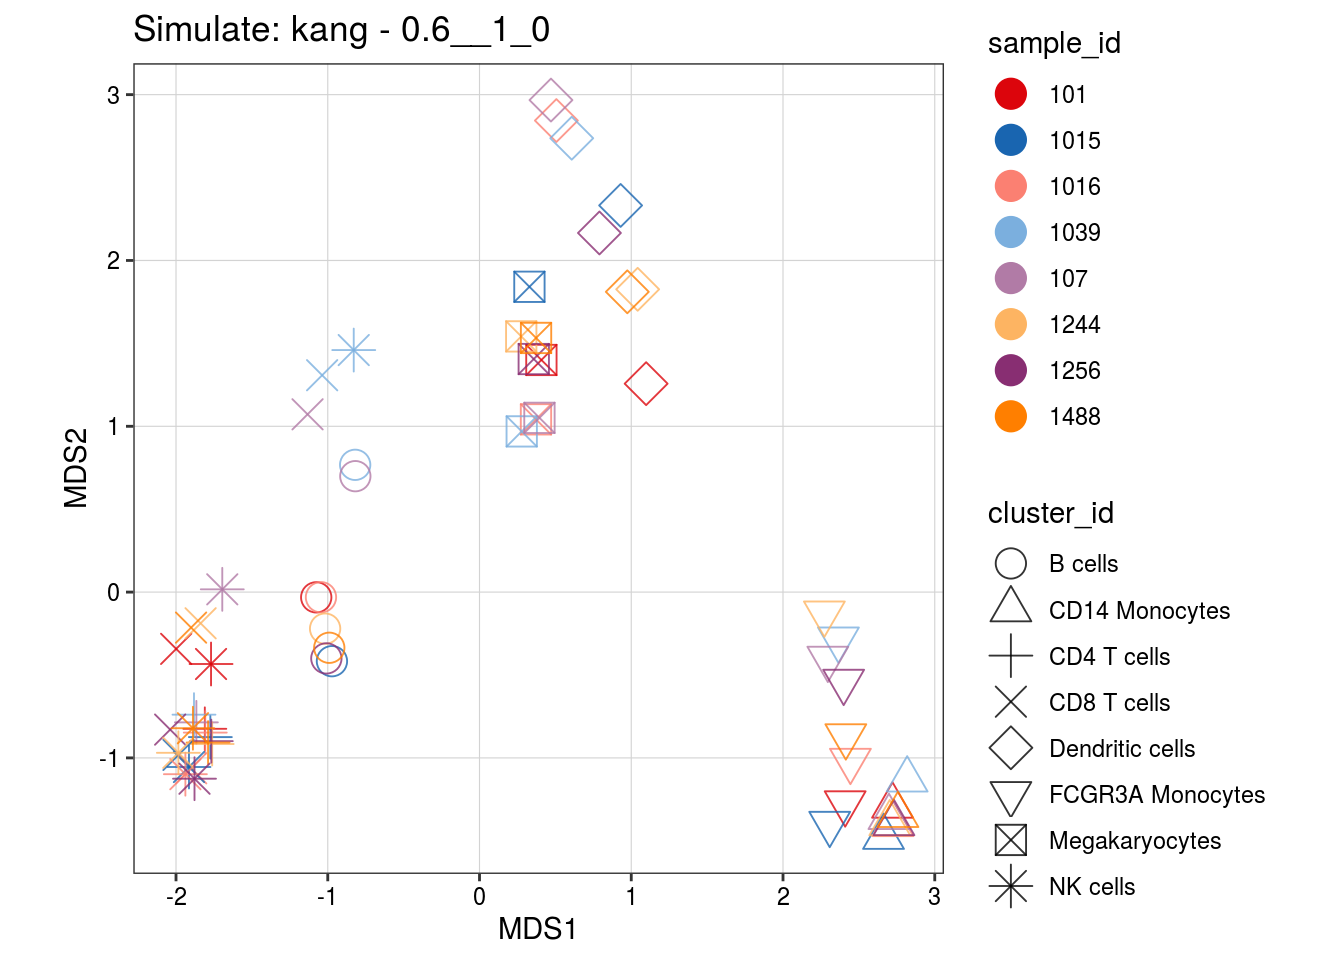 Simulate: kang - 0.6__1_0
3
2
1
0
-1
-2
-1
0
1
2
3
MDS1
MDS2
sample_id
101
1015
1016
1039
107
1244
1256
1488
cluster_id
B cells
CD14 Monocytes
CD4 T cells
CD8 T cells
Dendritic cells
FCGR3A Monocytes
Megakaryocytes
NK cells